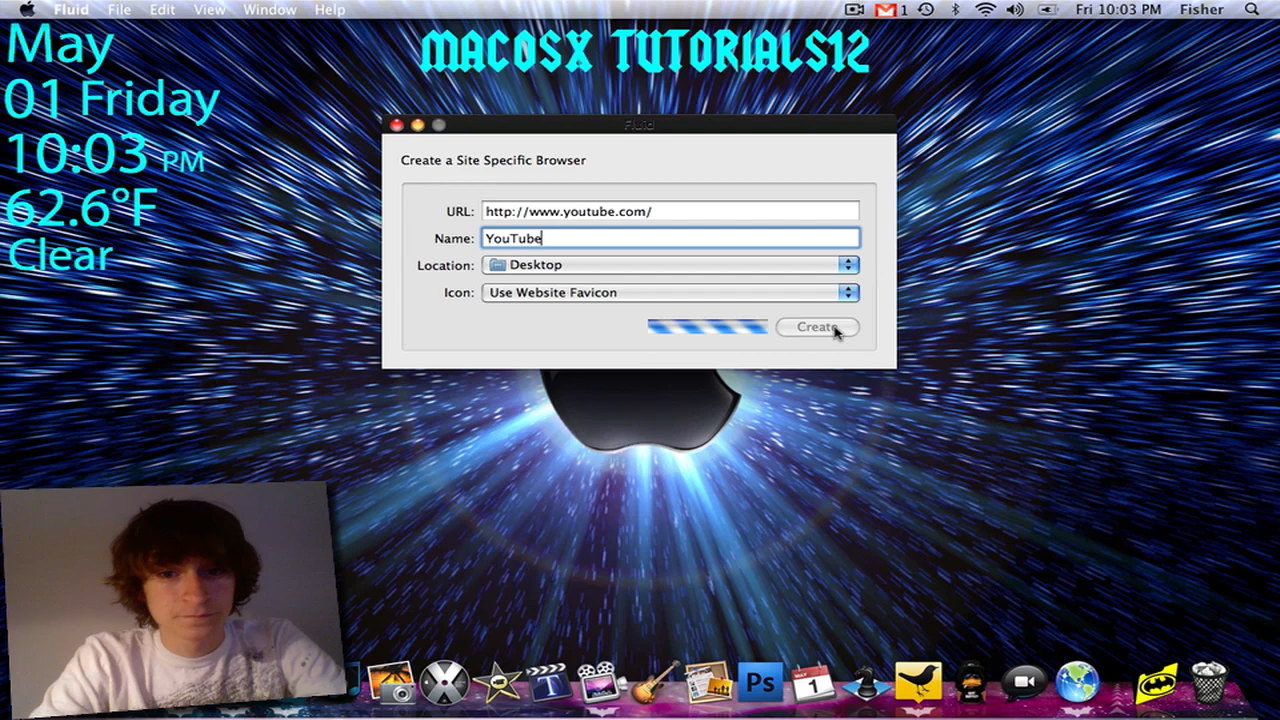 Fluid File Edit View Window Help 1 Fri 10:03 PM Fisher
May
01 Friday
10:03 PM
62.6°F
Clear
MACOSX TUTORIALS12
Fluid
Create a Site Specific Browser
URL: http://www.youtube.com/
Name: YouTube
Location: Desktop
Icon: Use Website Favicon
Create
T
Ps
1